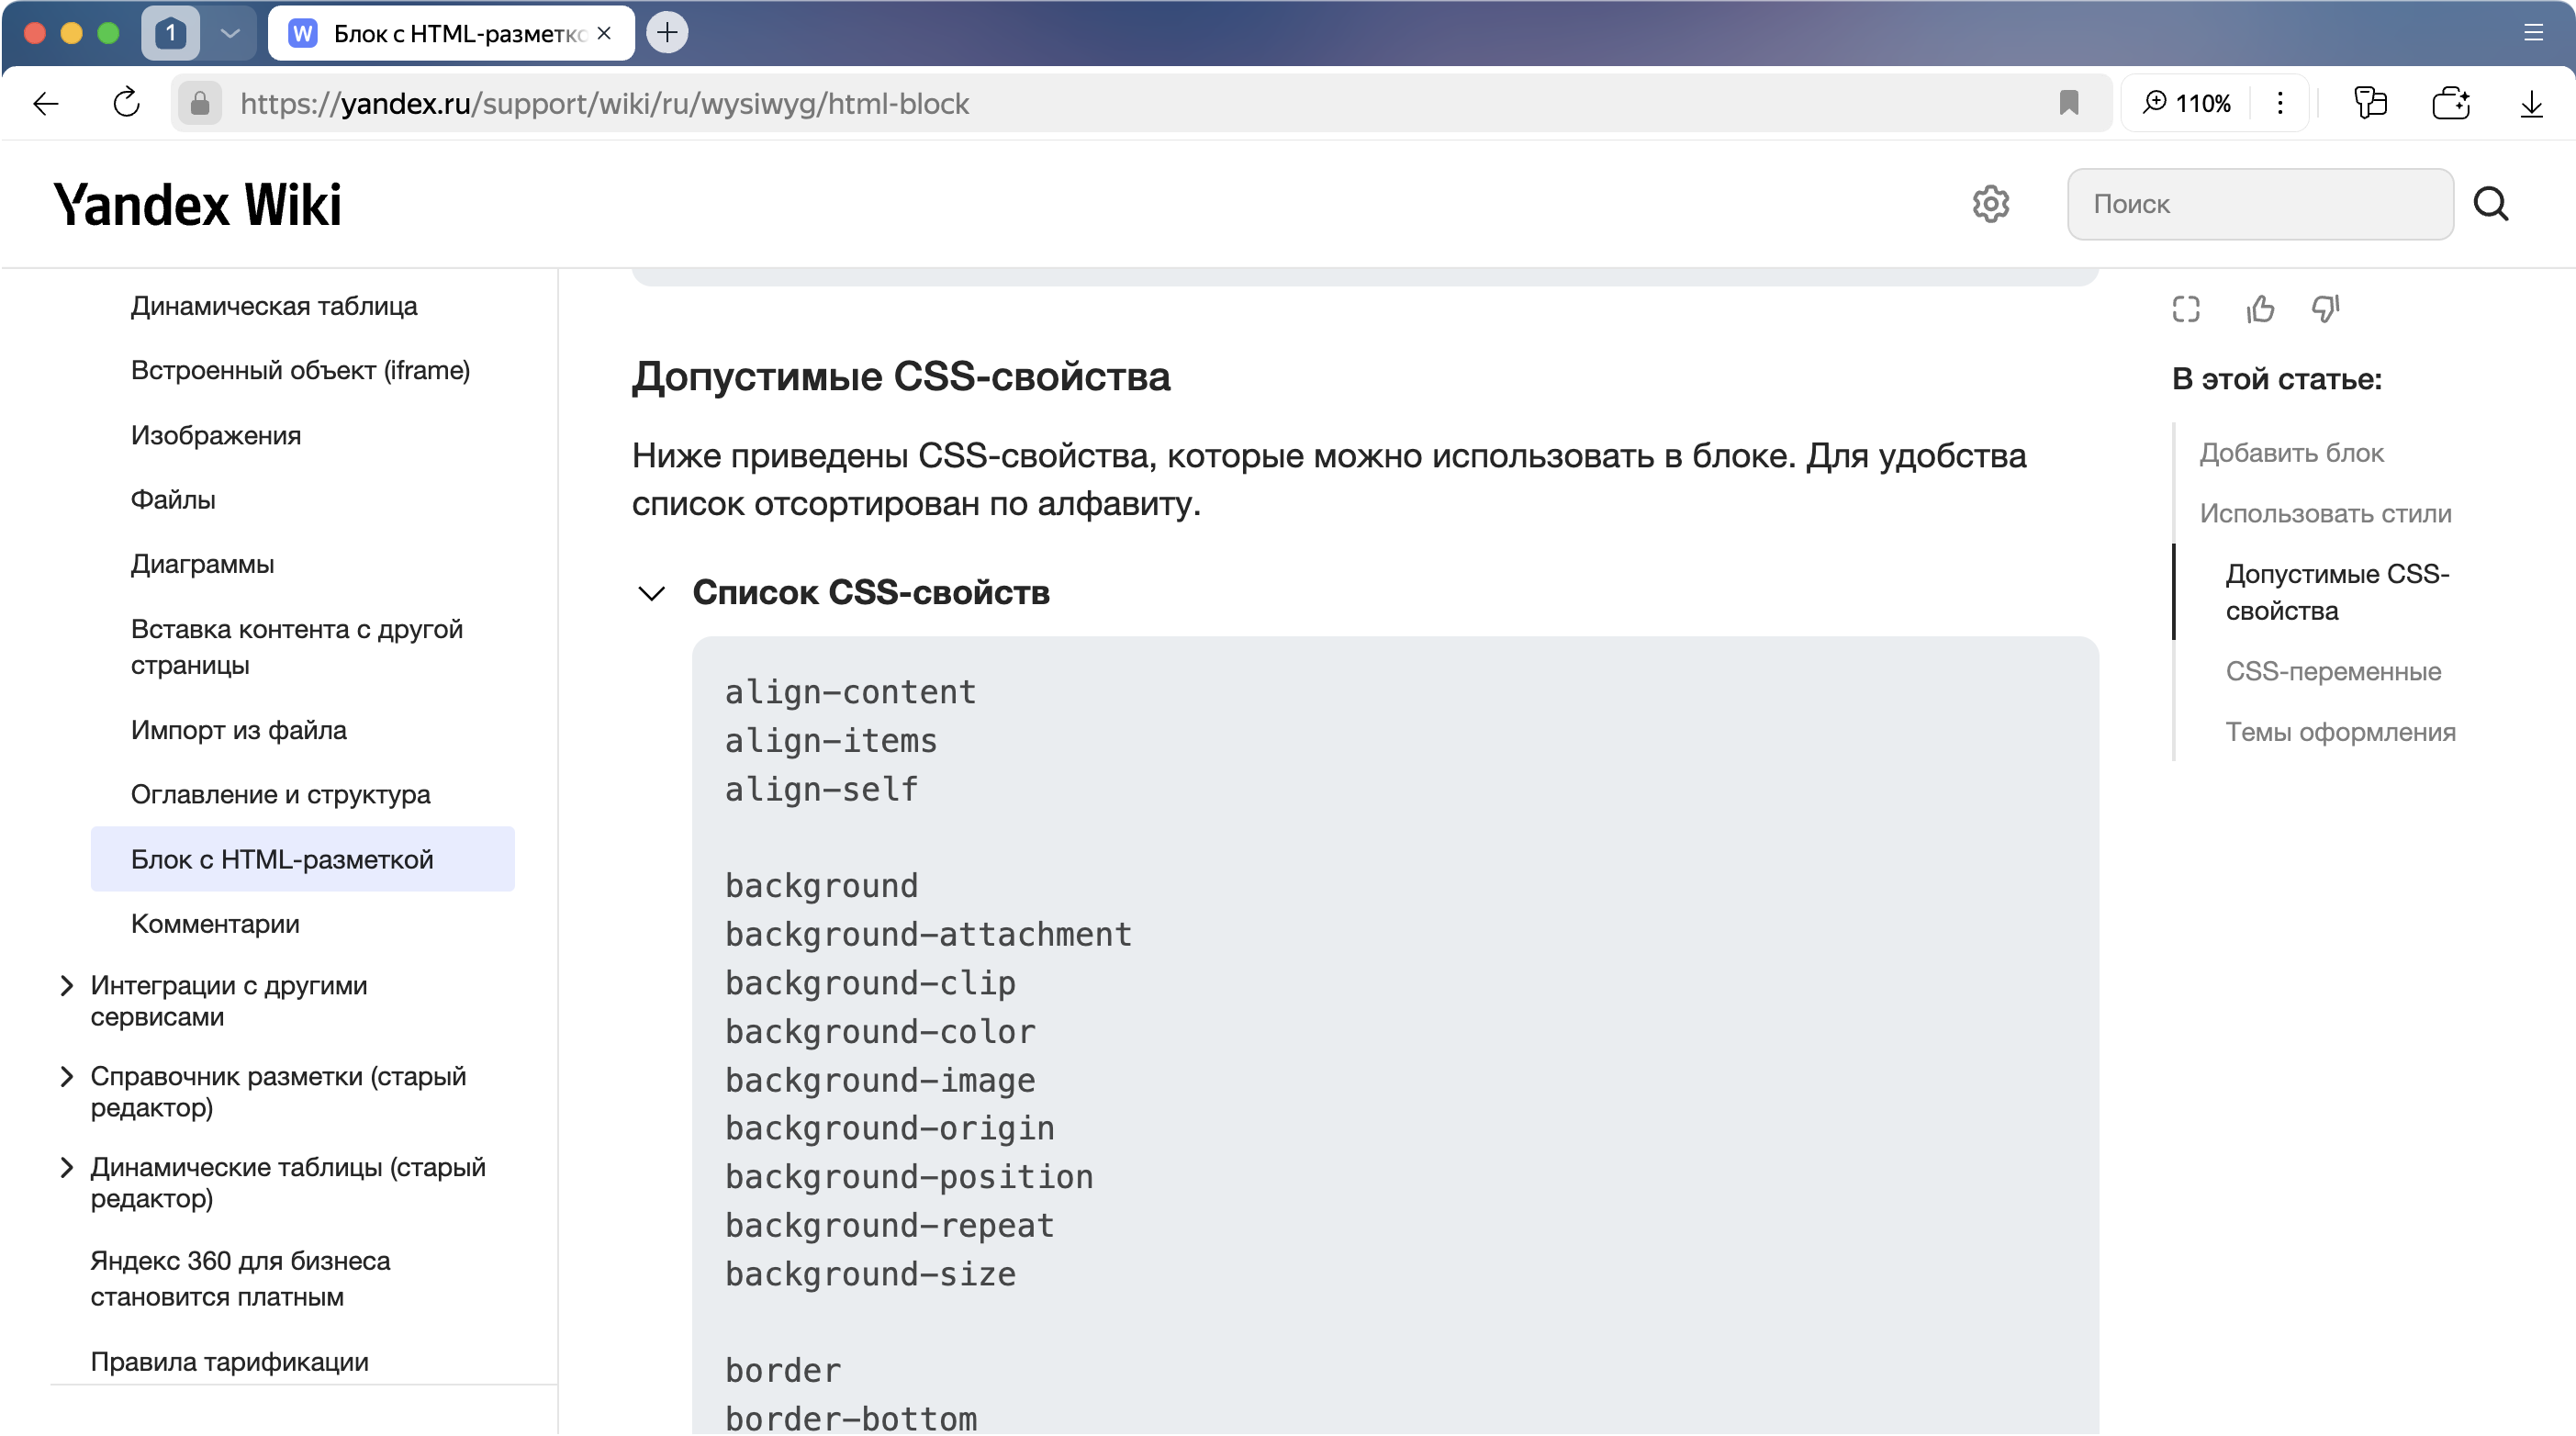 1
W Блок с HTML-разметко
https://yandex.ru/support/wiki/ru/wysiwyg/html-block
110%
Yandex Wiki
Поиск
Динамическая таблица
Встроенный объект (iframe)
Изображения
Файлы
Диаграммы
Вставка контента с другой
страницы
Импорт из файла
Оглавление и структура
Блок с HTML-разметкой
Комментарии
Интеграции с другими
сервисами
Справочник разметки (старый
редактор)
Динамические таблицы (старый
редактор)
Яндекс 360 для бизнеса
становится платным
Правила тарификации
Допустимые CSS-свойства
Ниже приведены CSS-свойства, которые можно использовать в блоке. Для удобства
список отсортирован по алфавиту.
Список CSS-свойств
align-content
align-items
align-self
background
background-attachment
background-clip
background-color
background-image
background-origin
background-position
background-repeat
background-size
border
border-bottom
В этой статье:
Добавить блок
Использовать стили
Допустимые CSS-
свойства
CSS-переменные
Темы оформления